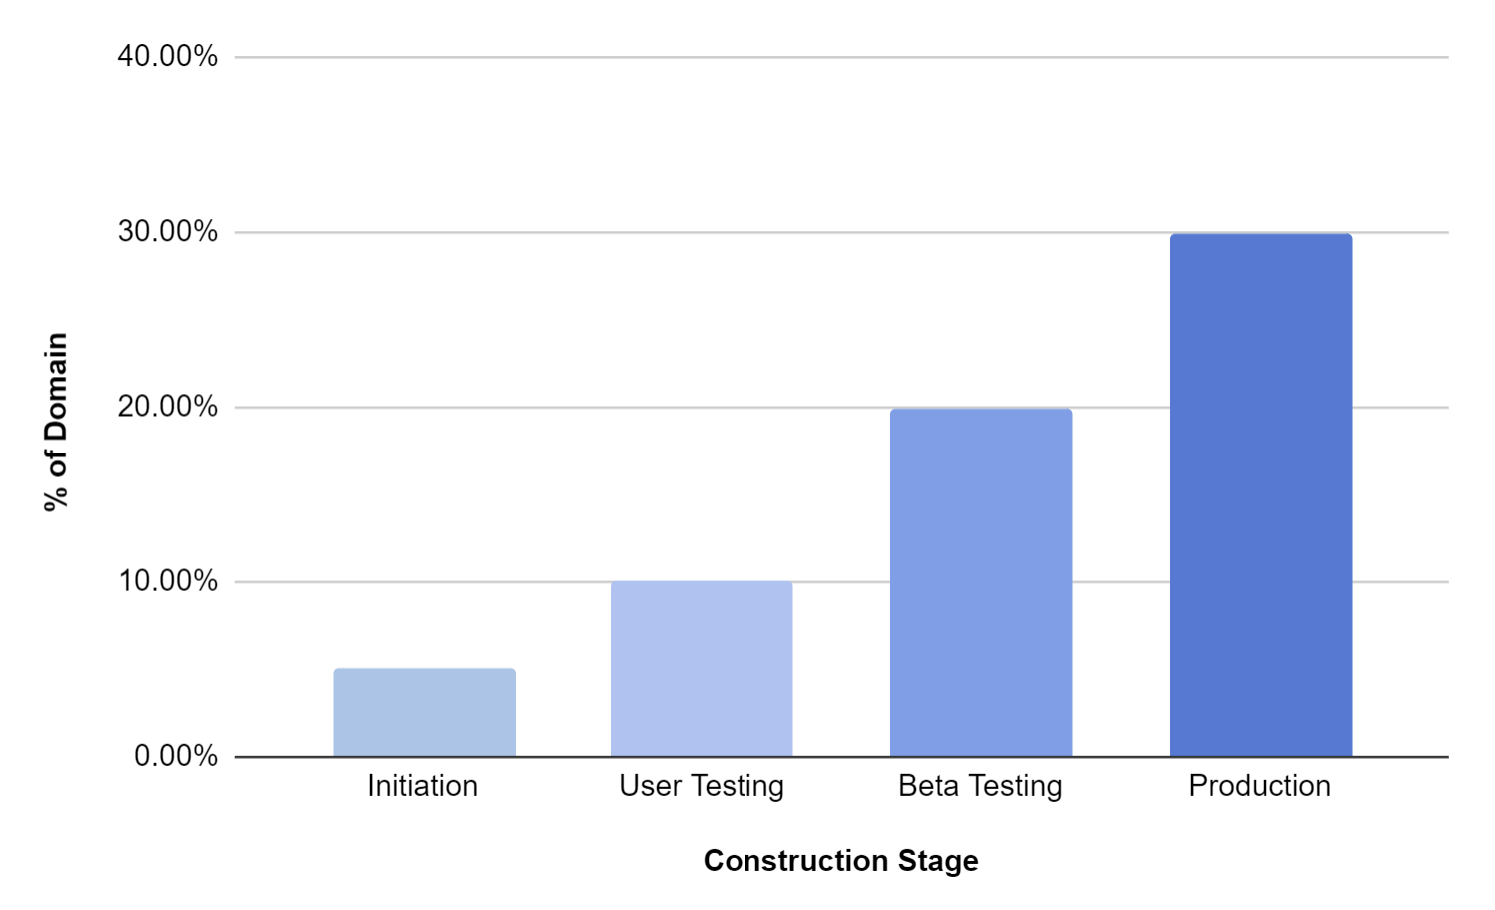 40.00%
30.00%
20.00%
10.00%
0.00%
% of Domain
Initiation
User Testing
Beta Testing
Production
Construction Stage